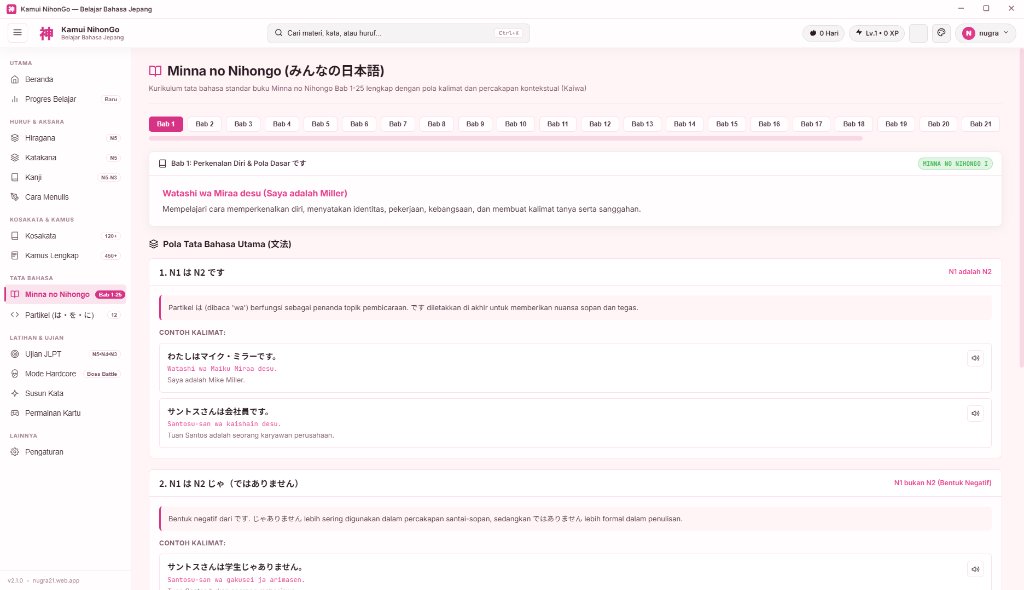 Kamui NihonGo — Belajar Bahasa Jepang
神
Kamui NihonGo
Belajar Bahasa Jepang
Cari materi, kata, atau huruf...
Ctrl+K
0 Hari
Lv.1 • 0 XP
N
nugra
UTAMA
Beranda
Progres Belajar
Baru
HURUF & AKSARA
Hiragana
N5
Katakana
N5
Kanji
N5-N3
Cara Menulis
KOSAKATA & KAMUS
Kosakata
120+
Kamus Lengkap
450+
TATA BAHASA
Minna no Nihongo
Bab 1-25
Partikel (は・を・に)
12
LATIHAN & UJIAN
Ujian JLPT
N5•N4•N3
Mode Hardcore
Boss Battle
Susun Kata
Permainan Kartu
LAINNYA
Pengaturan
v2.1.0 • nugra21.web.app
Minna no Nihongo (みんなの日本語)
Kurikulum tata bahasa standar buku Minna no Nihongo Bab 1-25 lengkap dengan pola kalimat dan percakapan kontekstual (Kaiwa)
Bab 1
Bab 2
Bab 3
Bab 4
Bab 5
Bab 6
Bab 7
Bab 8
Bab 9
Bab 10
Bab 11
Bab 12
Bab 13
Bab 14
Bab 15
Bab 16
Bab 17
Bab 18
Bab 19
Bab 20
Bab 21
Bab 1: Perkenalan Diri & Pola Dasar です
MINNA NO NIHONGO I
Watashi wa Miraa desu (Saya adalah Miller)
Mempelajari cara memperkenalkan diri, menyatakan identitas, pekerjaan, kebangsaan, dan membuat kalimat tanya serta sanggahan.
Pola Tata Bahasa Utama (文法)
1. N1 は N2 です
N1 adalah N2
Partikel は (dibaca 'wa') berfungsi sebagai penanda topik pembicaraan. です diletakkan di akhir untuk memberikan nuansa sopan dan tegas.
CONTOH KALIMAT:
わたしはマイク・ミラーです。
Watashi wa Maiku Miraa desu.
Saya adalah Mike Miller.
サントスさんは会社員です。
Santosu-san wa kaishain desu.
Tuan Santos adalah seorang karyawan perusahaan.
2. N1 は N2 じゃ（ではありません）
N1 bukan N2 (Bentuk Negatif)
Bentuk negatif dari です. じゃありません lebih sering digunakan dalam percakapan santai-sopan, sedangkan ではありません lebih formal dalam penulisan.
CONTOH KALIMAT:
サントスさんは学生じゃありません。
Santosu-san wa gakusei ja arimasen.